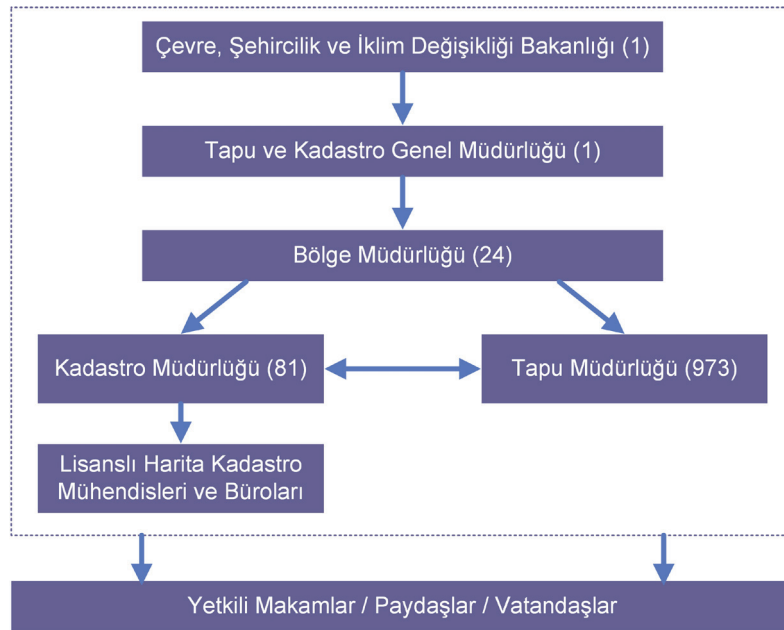 Çevre, Şehircilik ve İklim Değişikliği Bakanlığı (1)
Tapu ve Kadastro Genel Müdürlüğü (1)
Bölge Müdürlüğü (24)
Kadastro Müdürlüğü (81)
Tapu Müdürlüğü (973)
Lisanslı Harita Kadastro
Mühendisleri ve Büroları
Yetkili Makamlar / Paydaşlar / Vatandaşlar